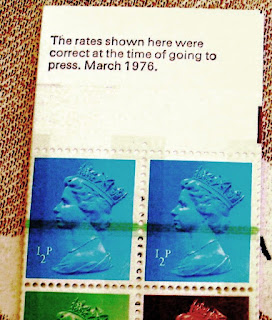 The rates shown here were
correct at the time of going to
press. March 1976.
½P ½P